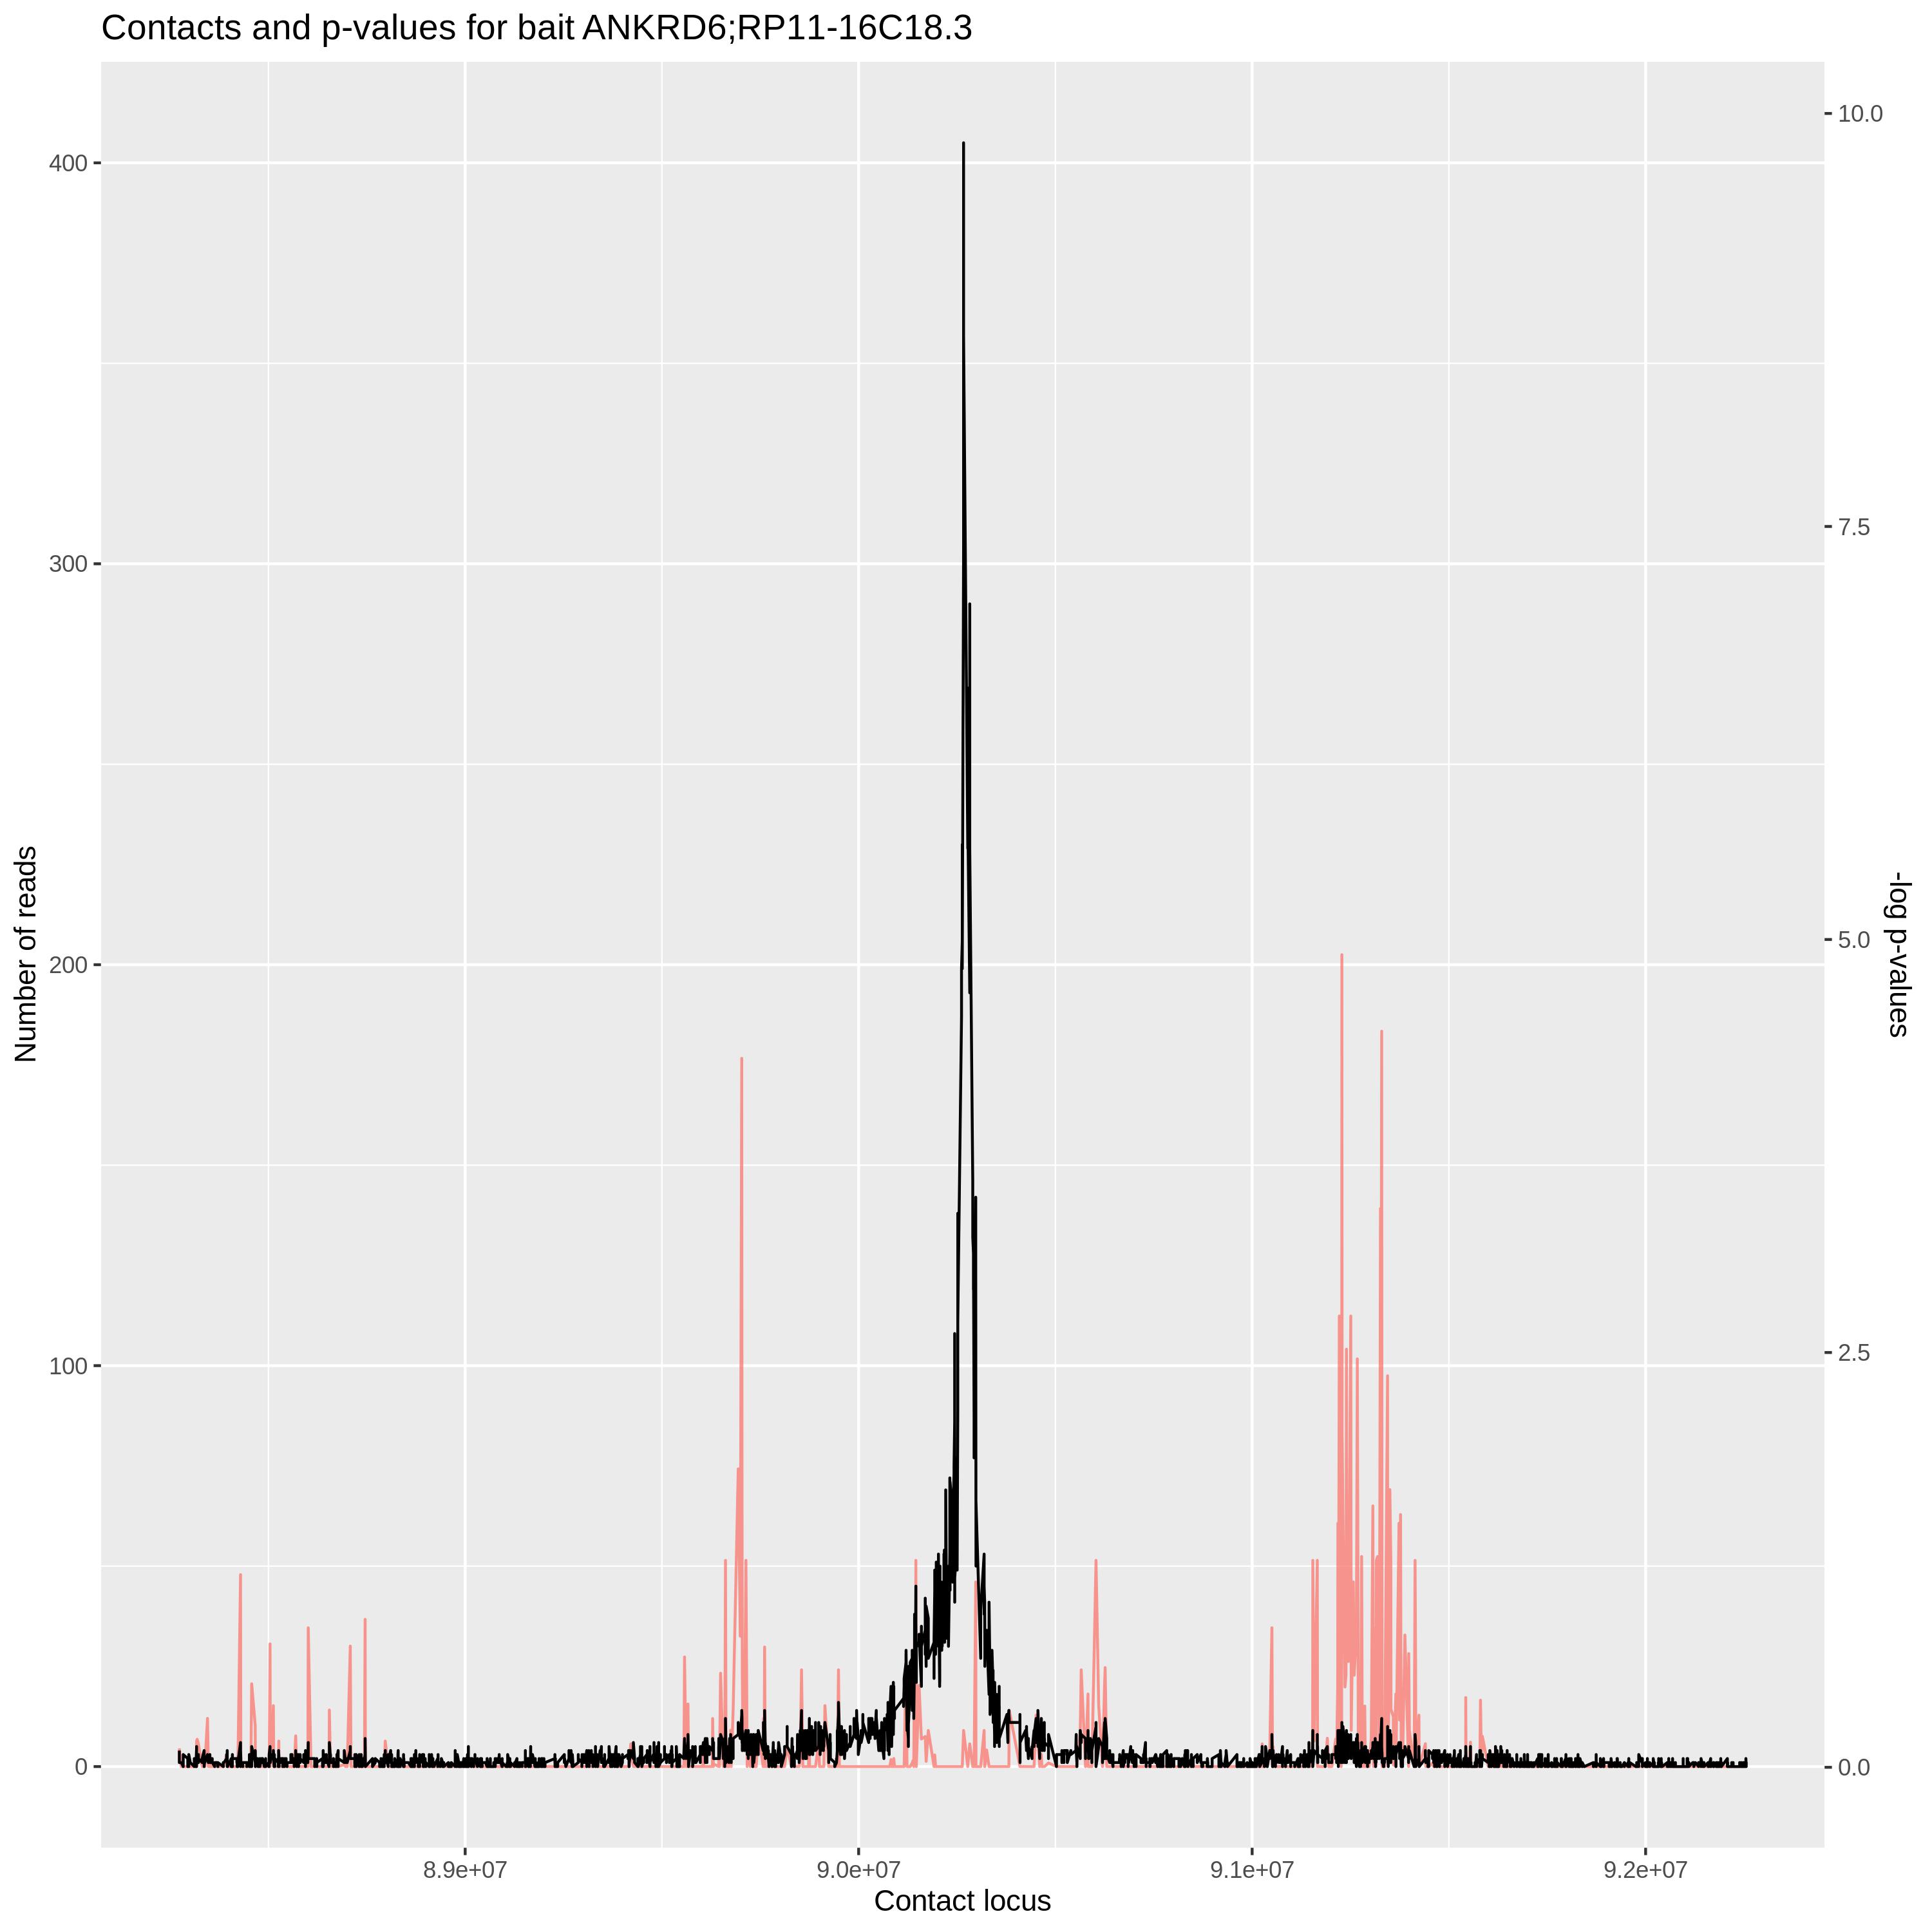 Contacts and p-values for bait ANKRD6;RP11-16C18.3
10.0
400
7.5
300
5.0
200
2.5
100
0
0.0
Number of reads
-log p-values
8.9e+07
9.0e+07
9.1e+07
9.2e+07
Contact locus